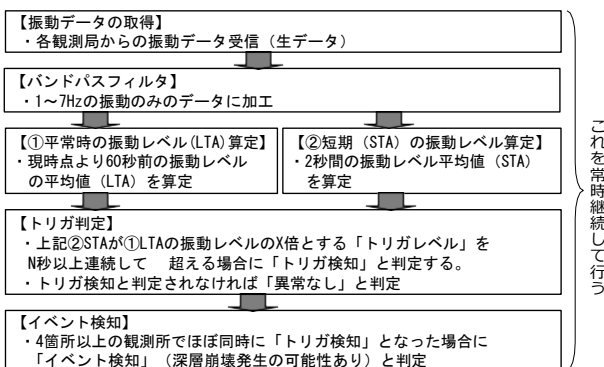 【振動データの取得】
・各観測局からの振動データ受信(生データ)
【バンドパスフィルタ】
・1~7Hzの振動のみのデータに加工
【①平常時の振動レベル(LTA)算定】
・現時点より60秒前の振動レベル
の平均値(LTA)を算定
【②短期(STA)の振動レベル算定】
・2秒間の振動レベル平均値(STA)
を算定
【トリガ判定】
・上記②STAが①LTAの振動レベルのX倍とする「トリガレベル」を
N秒以上連続して 超える場合に「トリガ検知」と判定する。
・トリガ検知と判定されなければ「異常なし」と判定
【イベント検知】
・4箇所以上の観測所でほぼ同時に「トリガ検知」となった場合に
「イベント検知」(深層崩壊発生の可能性あり)と判定
これを常時継続して行う